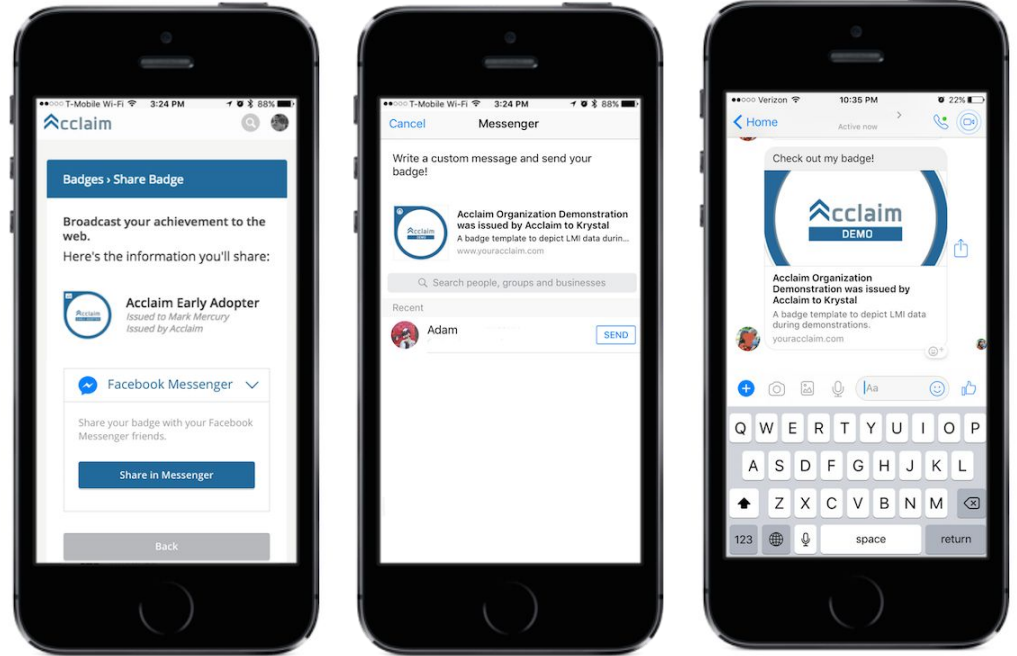 T-Mobile Wi-Fi 3:24 PM 88%
Acclaim
Badges › Share Badge
Broadcast your achievement to the
web.
Here's the information you'll share:
Acclaim
Acclaim Early Adopter
Issued to Mark Mercury
Issued by Acclaim
Facebook Messenger
Share your badge with your Facebook
Messenger friends.
Share in Messenger
Back
T-Mobile Wi-Fi 3:24 PM 88%
Cancel Messenger
Write a custom message and send your
badge!
Acclaim
DEMO
Acclaim Organization Demonstration
was issued by Acclaim to Krystal
A badge template to depict LMI data durin...
www.youracclaim.com
Search people, groups and businesses
Recent
Adam
SEND
Verizon 10:35 PM 22%
Home
Active now
Check out my badge!
Acclaim
DEMO
Acclaim Organization
Demonstration was issued by
Acclaim to Krystal
A badge template to depict LMI data
during demonstrations.
youracclaim.com
Aa
Q W E R T Y U I O P
A S D F G H J K L
Z X C V B N M
123 space return